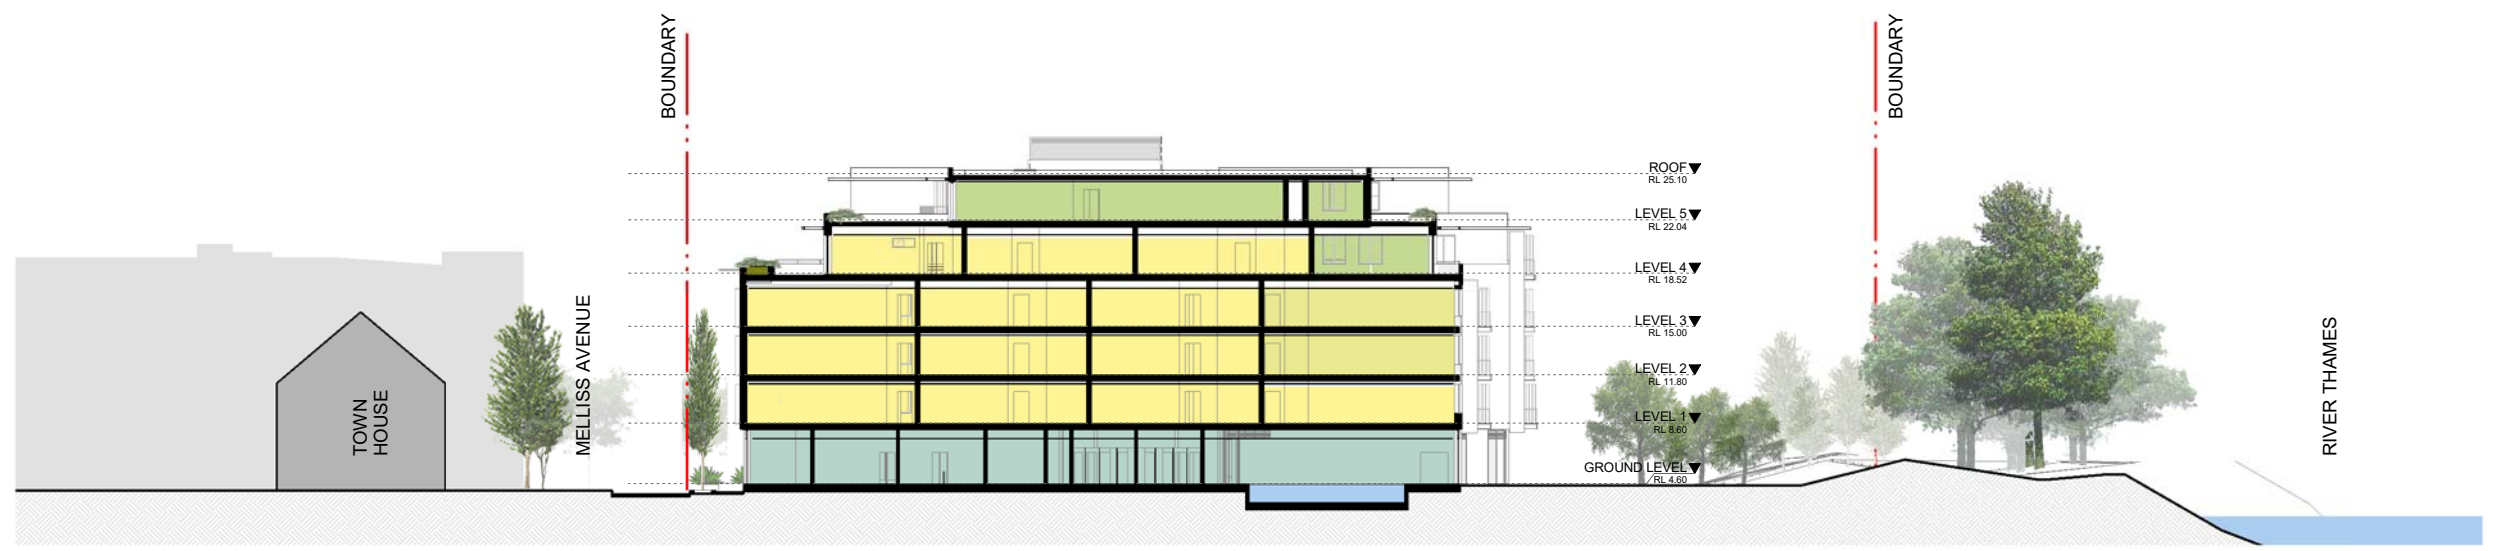 BOUNDARY
BOUNDARY
ROOF
RL 25.10
LEVEL 5
RL 22.04
LEVEL 4
RL 18.52
LEVEL 3
RL 15.00
LEVEL 2
RL 11.80
LEVEL 1
RL 8.60
GROUND LEVEL
RL 4.60
TOWN
HOUSE
MELLISS AVENUE
RIVER THAMES